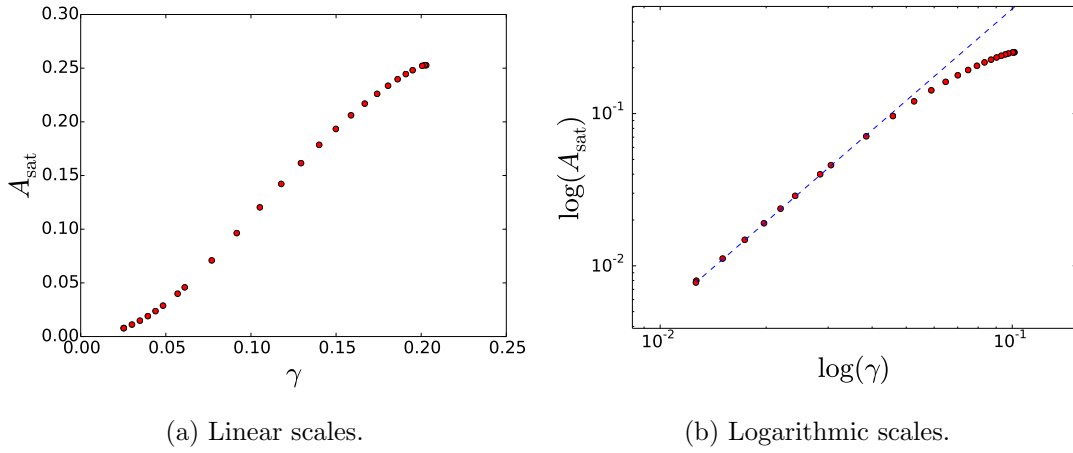 0.30
0.25
0.20
0.15
0.10
0.05
0.00
A_sat
0.00 0.05 0.10 0.15 0.20 0.25
γ
(a) Linear scales.
10^-1
10^-2
log(A_sat)
10^-2 10^-1
log(γ)
(b) Logarithmic scales.